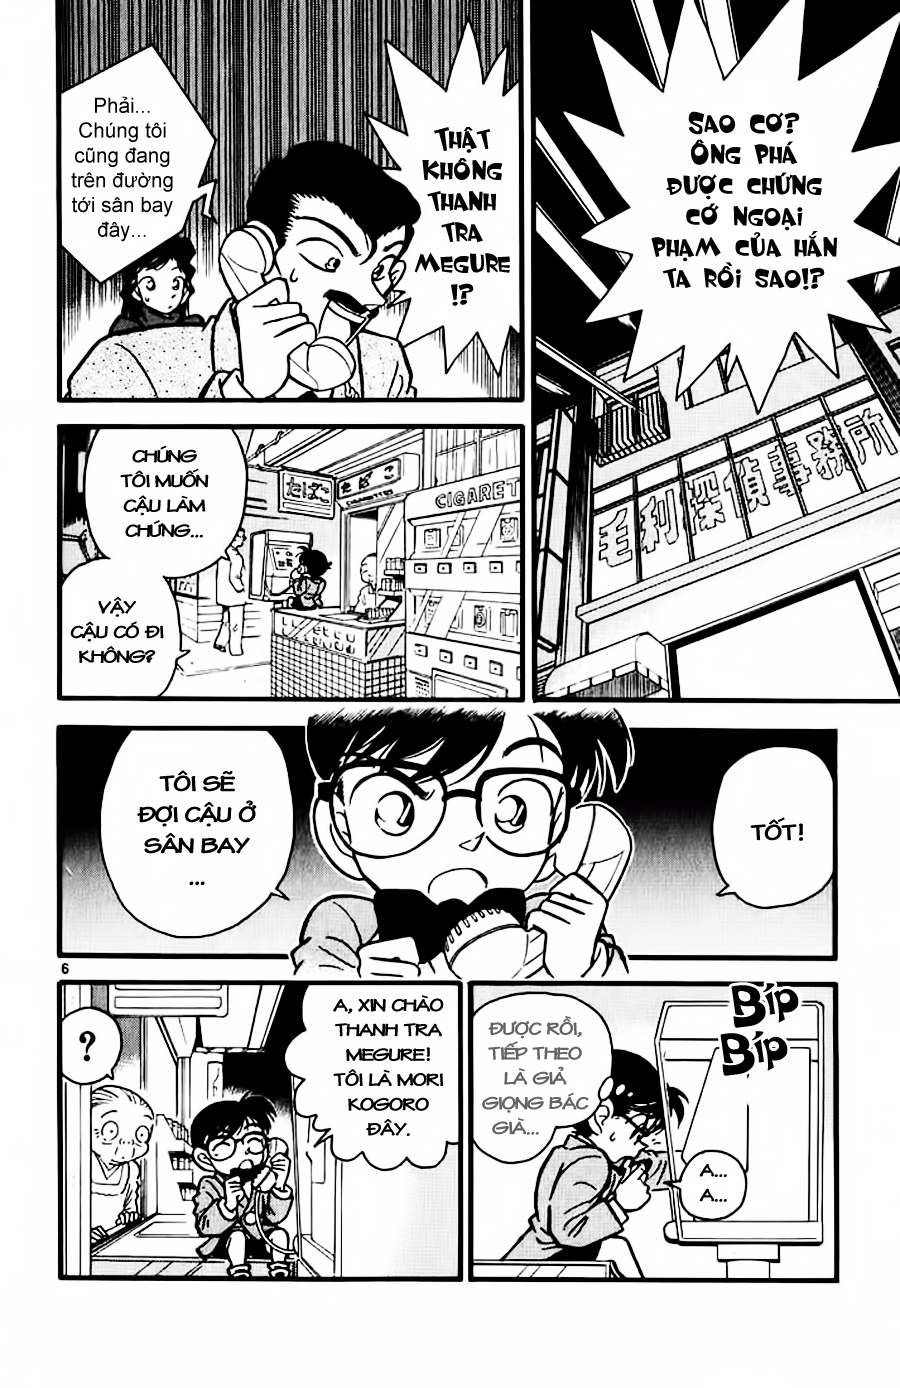 SAO CƠ?
ÔNG PHÁ
ĐƯỢC CHỨNG
CỚ NGOẠI
PHẠM CỦA HẮN
TA RỒI SAO!?
毛利探偵事務所
THẬT
KHÔNG
THANH
TRA
MEGURE
!?
Phải...
Chúng tôi
cũng đang
trên đường
tới sân bay
đây...
CHÚNG
TÔI MUỐN
CẬU LÀM
CHỨNG...
VẬY
CẬU CÓ ĐI
KHÔNG?
たばこ
たばこ
CIGARET
TỐT!
TÔI SẼ
ĐỢI CẬU Ở
SÂN BAY
...
6
BÍP
BÍP
ĐƯỢC RỒI,
TIẾP THEO
LÀ GIẢ
GIỌNG BÁC
GIÀ...
A...
A...
A, XIN CHÀO
THANH TRA
MEGURE!
TÔI LÀ MORI
KOGORO
ĐÂY.
?